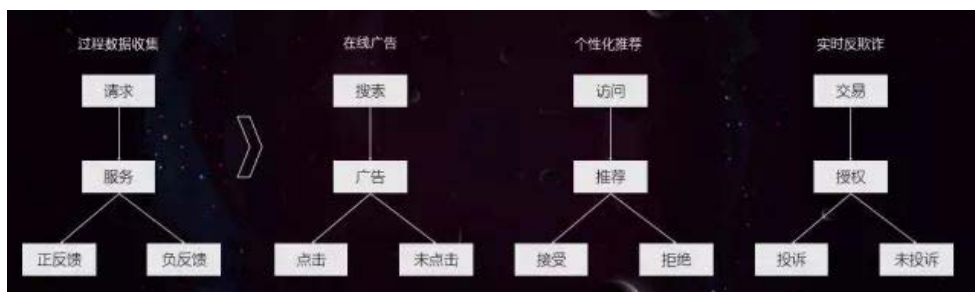 过程数据收集
在线广告
个性化推荐
实时反欺诈
请求
搜索
访问
交易
服务
广告
推荐
授权
正反馈
负反馈
点击
未点击
接受
拒绝
投诉
未投诉